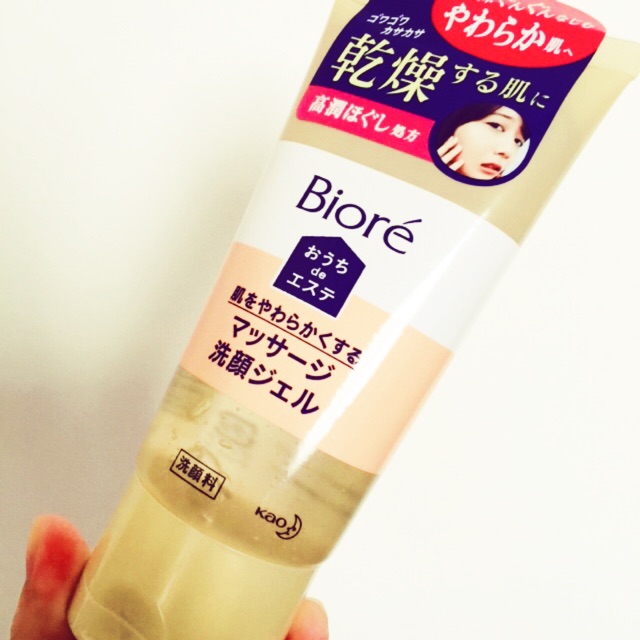 やわらか肌へ
ゴワゴワ
カサカサ
乾燥する肌に
高潤ほぐし処方
Bioré
おうち
de
エステ
肌をやわらかくする
マッサージ
洗顔ジェル
洗顔料
Kao